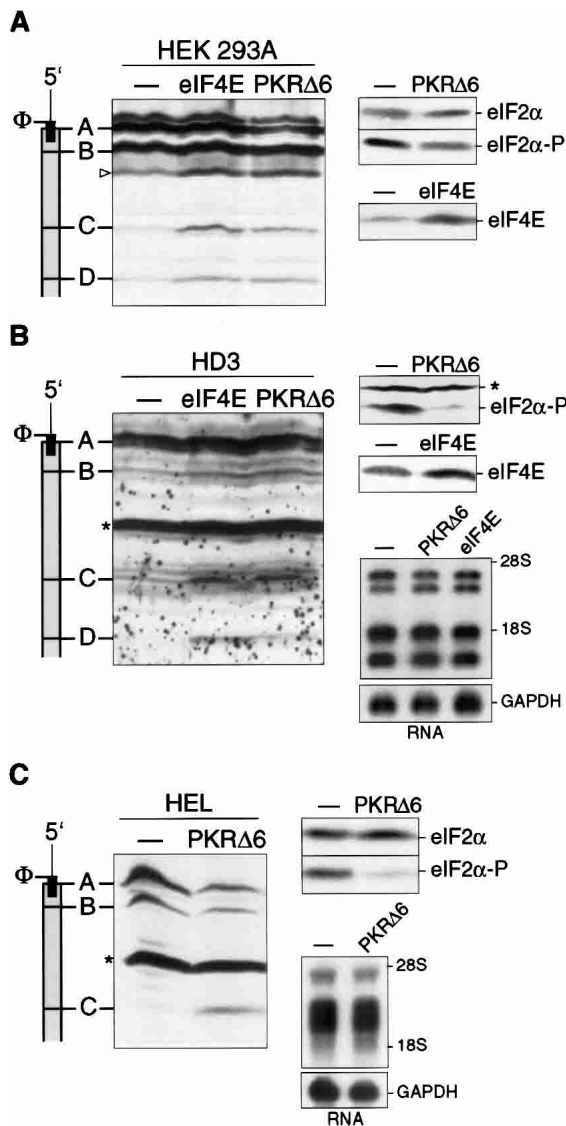 A
HEK 293A
5‘
— eIF4E PKRΔ6
Φ
A
B
C
D
— PKRΔ6
eIF2α
eIF2α-P
— eIF4E
eIF4E
B
HD3
5‘
— eIF4E PKRΔ6
Φ
A
B
*
C
D
— PKRΔ6
*
eIF2α-P
— eIF4E
eIF4E
— PKRΔ6 eIF4E
28S
18S
GAPDH
RNA
C
HEL
5‘
— PKRΔ6
Φ
A
B
*
C
— PKRΔ6
eIF2α
eIF2α-P
— PKRΔ6
28S
18S
GAPDH
RNA